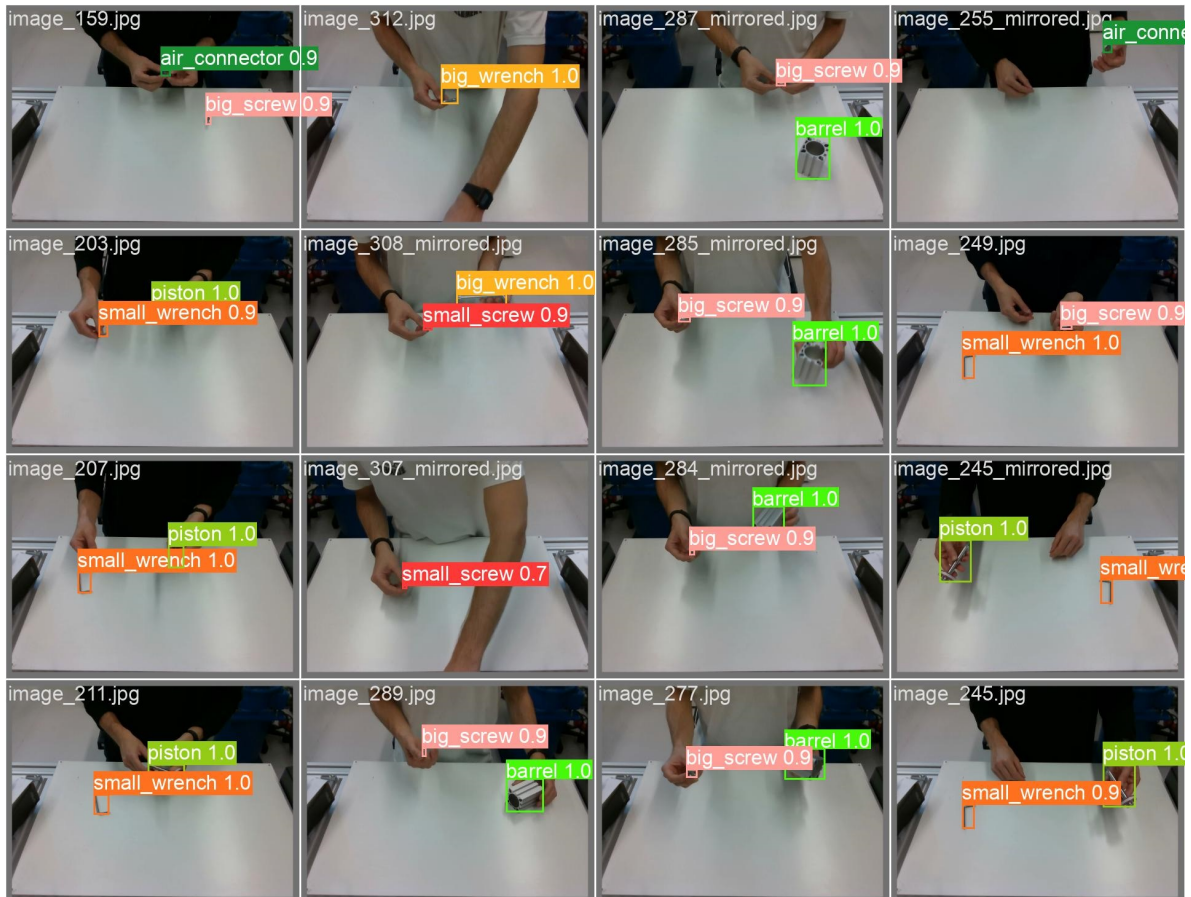 image_159.jpg
air_connector 0.9
big_screw 0.9
image_312.jpg
big_wrench 1.0
image_287_mirrored.jpg
big_screw 0.9
barrel 1.0
image_255_mirrored.jpg
air_conne
image_203.jpg
piston 1.0
small_wrench 0.9
image_308_mirrored.jpg
big_wrench 1.0
small_screw 0.9
image_285_mirrored.jpg
big_screw 0.9
barrel 1.0
image_249.jpg
big_screw 0.9
small_wrench 1.0
image_207.jpg
piston 1.0
small_wrench 1.0
image_307_mirrored.jpg
small_screw 0.7
image_284_mirrored.jpg
barrel 1.0
big_screw 0.9
image_245_mirrored.jpg
piston 1.0
small_wre
image_211.jpg
piston 1.0
small_wrench 1.0
image_289.jpg
big_screw 0.9
barrel 1.0
image_277.jpg
barrel 1.0
big_screw 0.9
image_245.jpg
piston 1.0
small_wrench 0.9